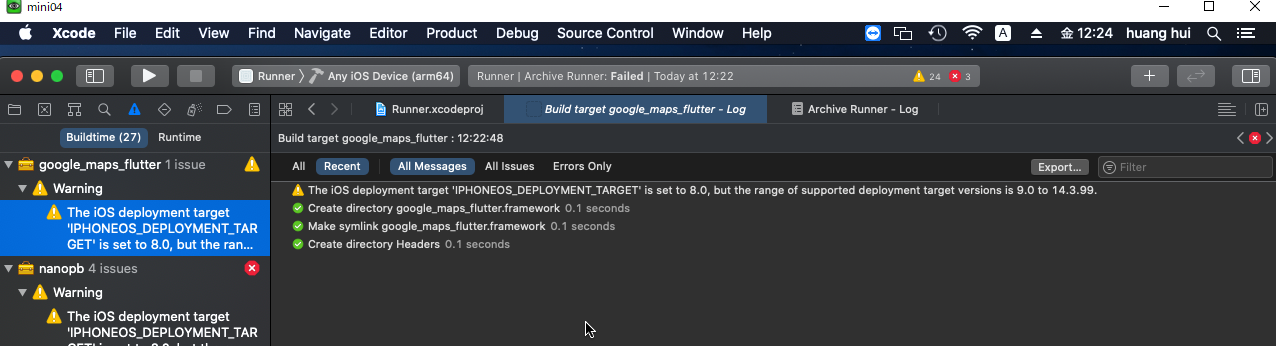 mini04
Xcode File Edit View Find Navigate Editor Product Debug Source Control Window Help A 金 12:24 huang hui
Runner 〉 Any iOS Device (arm64) Runner | Archive Runner: Failed | Today at 12:22 24 3
Runner.xcodeproj Build target google_maps_flutter - Log Archive Runner - Log
Buildtime (27) Runtime Build target google_maps_flutter : 12:22:48
google_maps_flutter 1 issue All Recent All Messages All Issues Errors Only Export... Filter
Warning The iOS deployment target 'IPHONEOS_DEPLOYMENT_TARGET' is set to 8.0, but the range of supported deployment target versions is 9.0 to 14.3.99.
The iOS deployment target Create directory google_maps_flutter.framework 0.1 seconds
'IPHONEOS_DEPLOYMENT_TAR Make symlink google_maps_flutter.framework 0.1 seconds
GET' is set to 8.0, but the ran... Create directory Headers 0.1 seconds
nanopb 4 issues
Warning
The iOS deployment target
'IPHONEOS_DEPLOYMENT_TAR